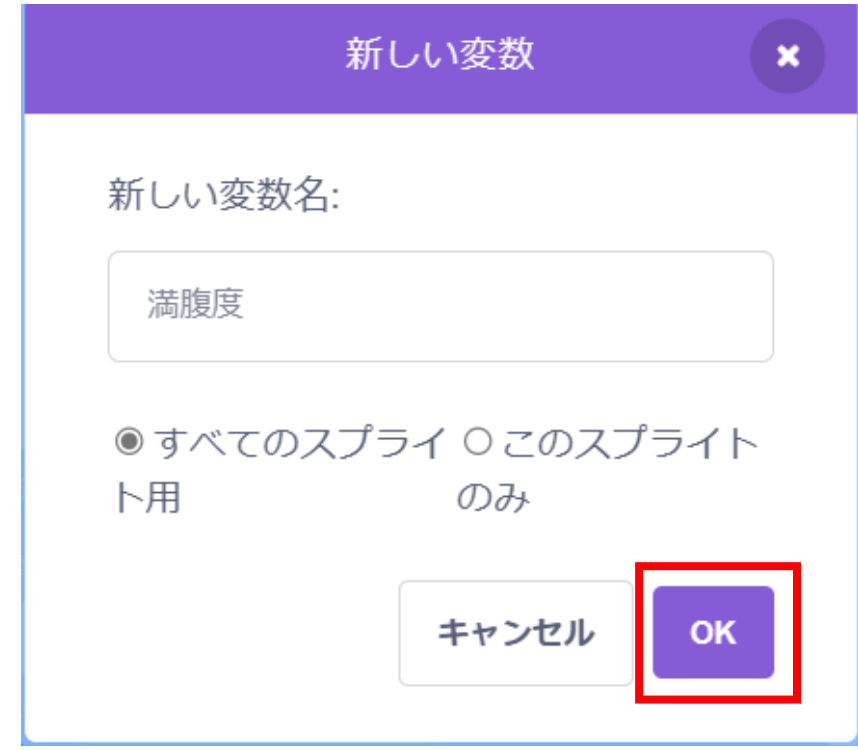 新しい変数
新しい変数名:
満腹度
すべてのスプライ
ト用
このスプライト
のみ
キャンセル
OK